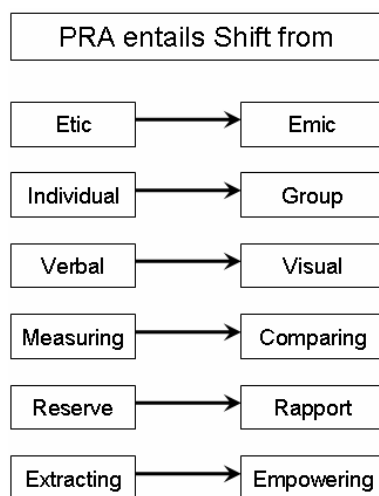 PRA entails Shift from
Etic Emic
Individual Group
Verbal Visual
Measuring Comparing
Reserve Rapport
Extracting Empowering